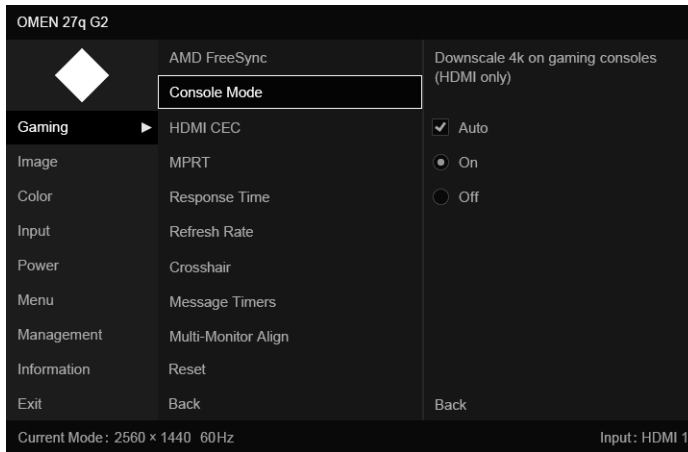 OMEN 27q G2
Gaming
Image
Color
Input
Power
Menu
Management
Information
Exit
AMD FreeSync
Console Mode
HDMI CEC
MPRT
Response Time
Refresh Rate
Crosshair
Message Timers
Multi-Monitor Align
Reset
Back
Downscale 4k on gaming consoles
(HDMI only)
Auto
On
Off
Back
Current Mode: 2560 × 1440 60Hz
Input: HDMI 1